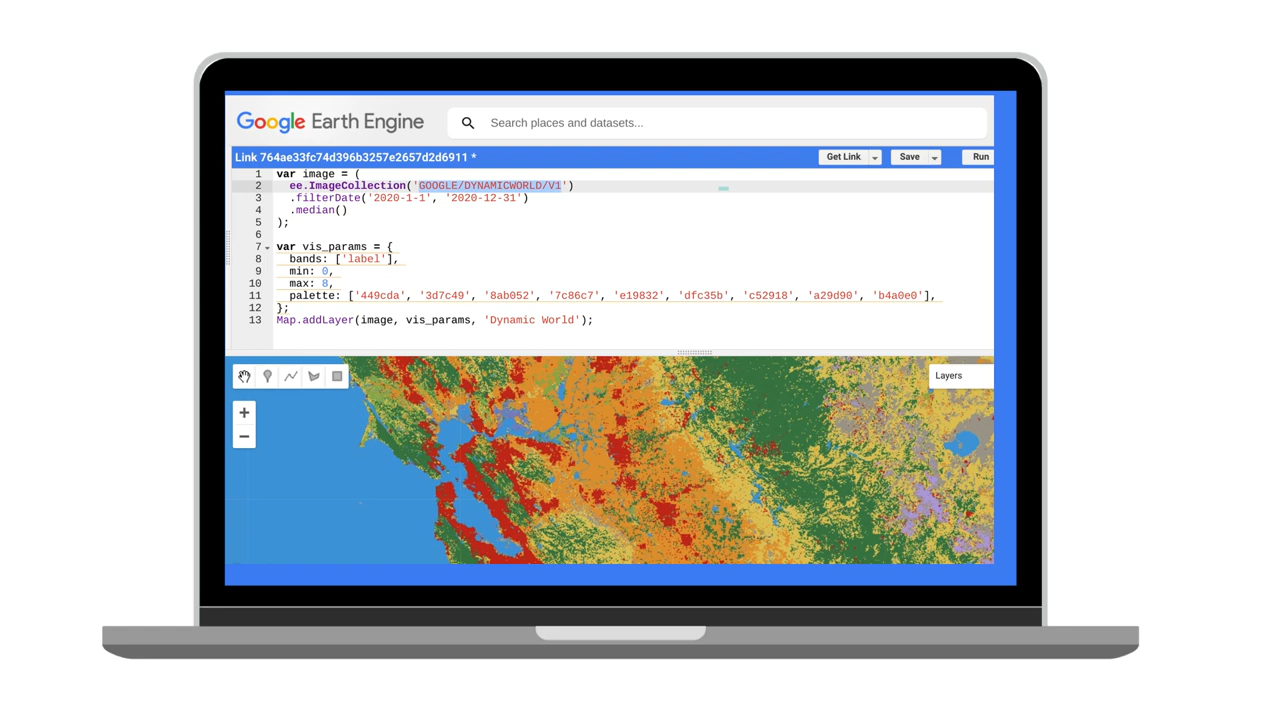 Google Earth Engine
Search places and datasets...
Link 764ae33fc74d396b3257e2657d2d6911 *
Get Link
Save
Run
1 var image = (
2 ee.ImageCollection('GOOGLE/DYNAMICWORLD/V1')
3 .filterDate('2020-1-1', '2020-12-31')
4 .median()
5 );
6
7 var vis_params = {
8 bands: ['label'],
9 min: 0,
10 max: 8,
11 palette: ['449cda', '3d7c49', '8ab052', '7c86c7', 'e19832', 'dfc35b', 'c52918', 'a29d90', 'b4a0e0'],
12 };
13 Map.addLayer(image, vis_params, 'Dynamic World');
Layers
+
−